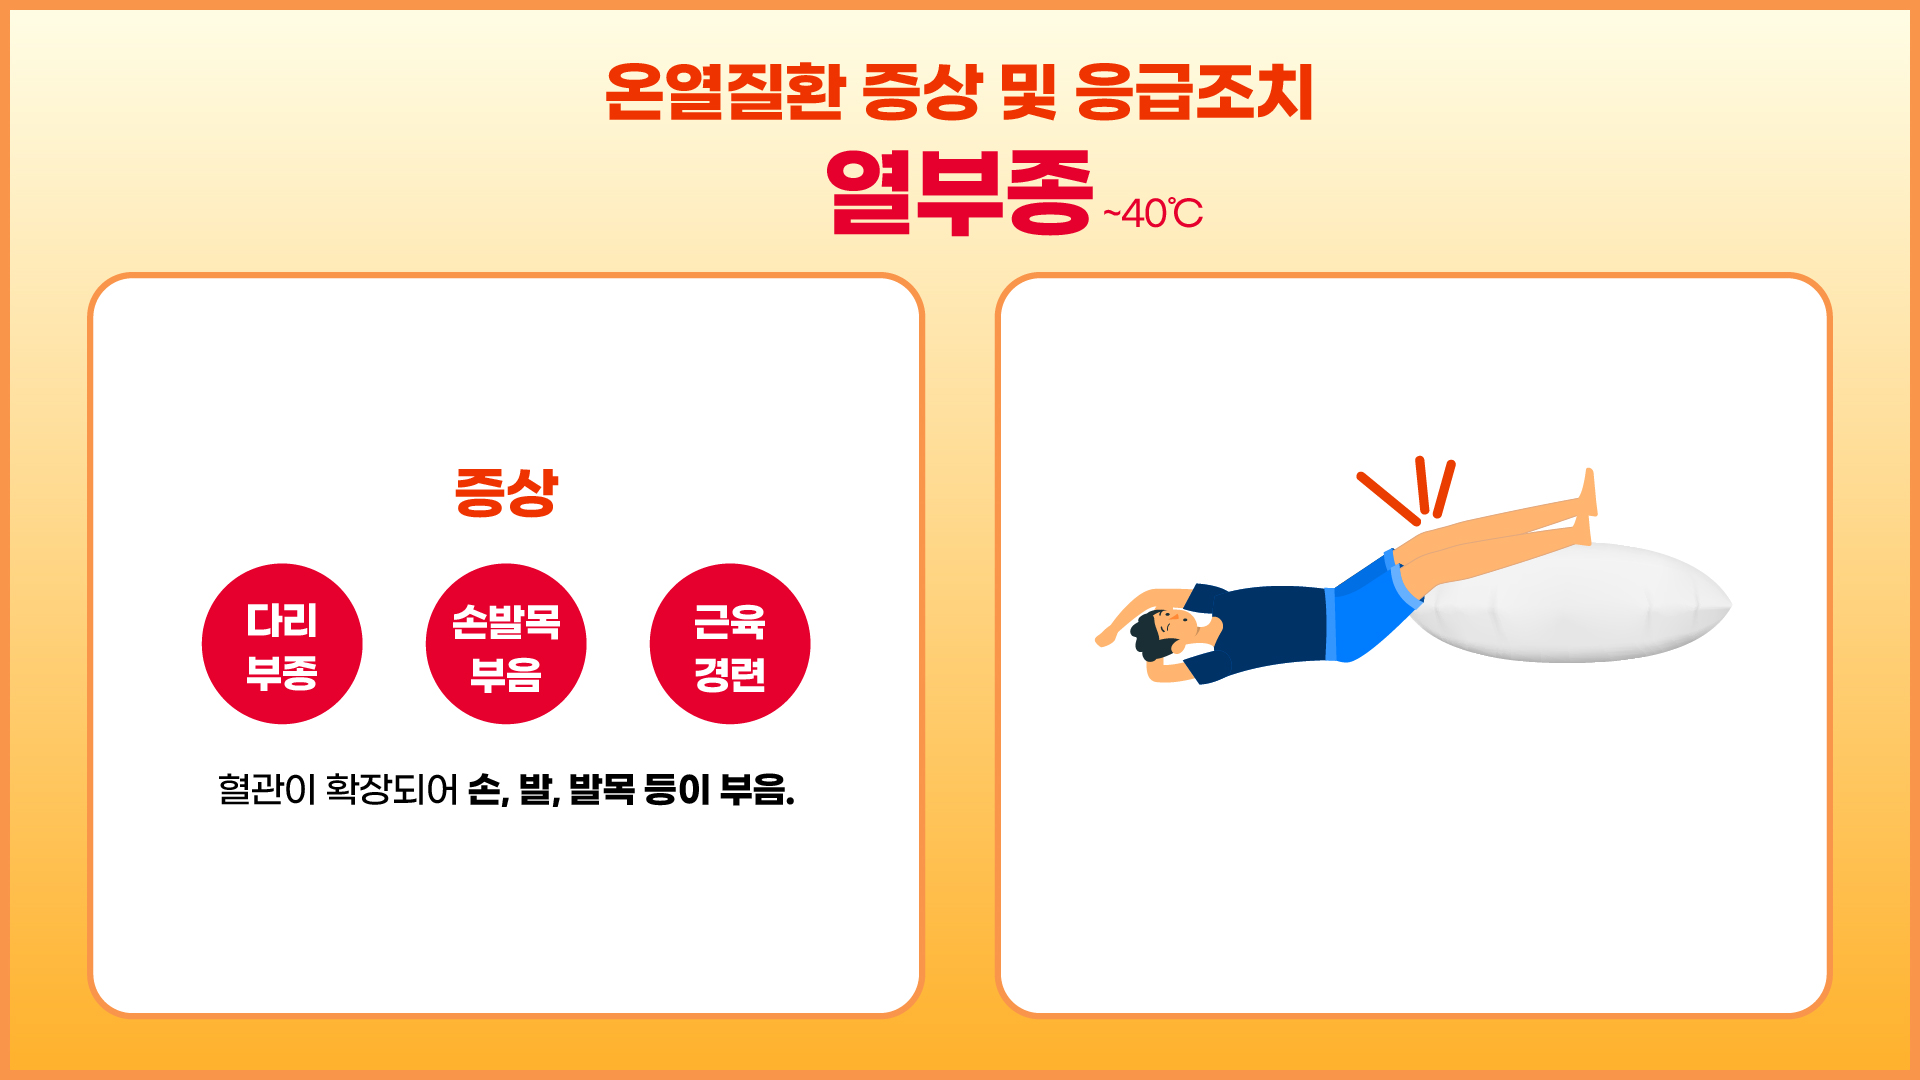 온열질환 증상 및 응급조치
열부종 ~40℃
증상
다리
부종
손발목
부음
근육
경련
혈관이 확장되어 손, 발, 발목 등이 부음.